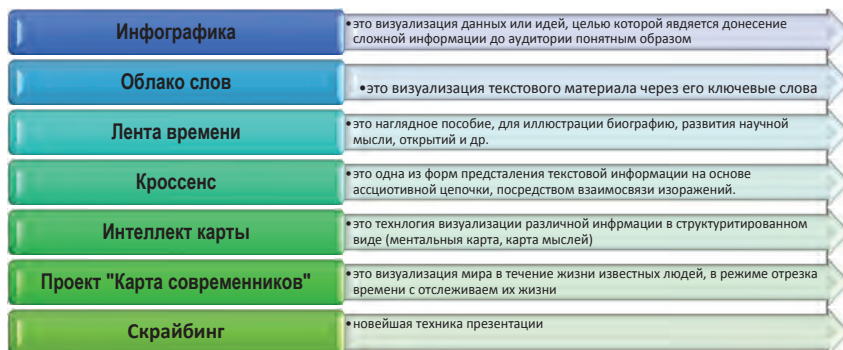 Инфографика
•это визуализация данных или идей, целью которой явдяется донесение
сложной информации до аудитории понятным образом
Облако слов
•это визуализация текстового материала через его ключевые слова
Лента времени
•это наглядное пособие, для иллюстрации биографию, развития научной
мысли, открытий и др.
Кроссенс
•это одна из форм предсталения текстовой информации на основе
ассциотивной цепочки, посредством взаимосвязи изоражений.
Интеллект карты
•это технлогия визуализации различной инфрмации в структуритированном
виде (ментальныя карта, карта мыслей)
Проект "Карта современников"
•это визуализация мира в течение жизни известных людей, в режиме отрезка
времени с отслеживаем их жизни
Скрайбинг
•новейшая техника презентации